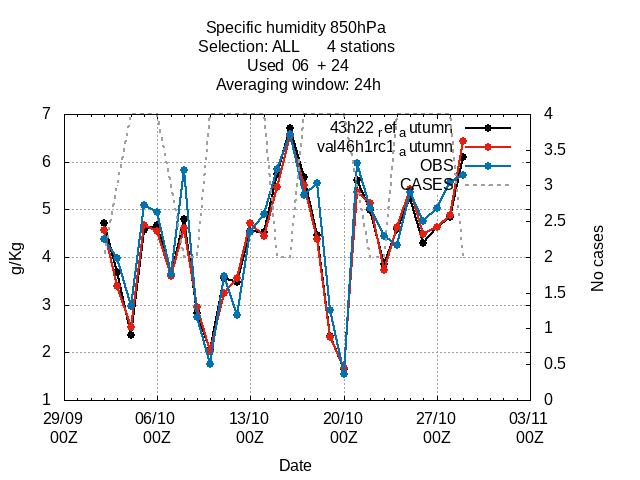 Specific humidity 850hPa
Selection: ALL 4 stations
Used 06 + 24
Averaging window: 24h
43h22_ref_autumn
val46h1rc1_autumn
OBS
CASES
g/Kg
7
6
5
4
3
2
1
No cases
4
3.5
3
2.5
2
1.5
1
0.5
0
29/09 06/10 13/10 20/10 27/10 03/11
00Z 00Z 00Z 00Z 00Z 00Z
Date